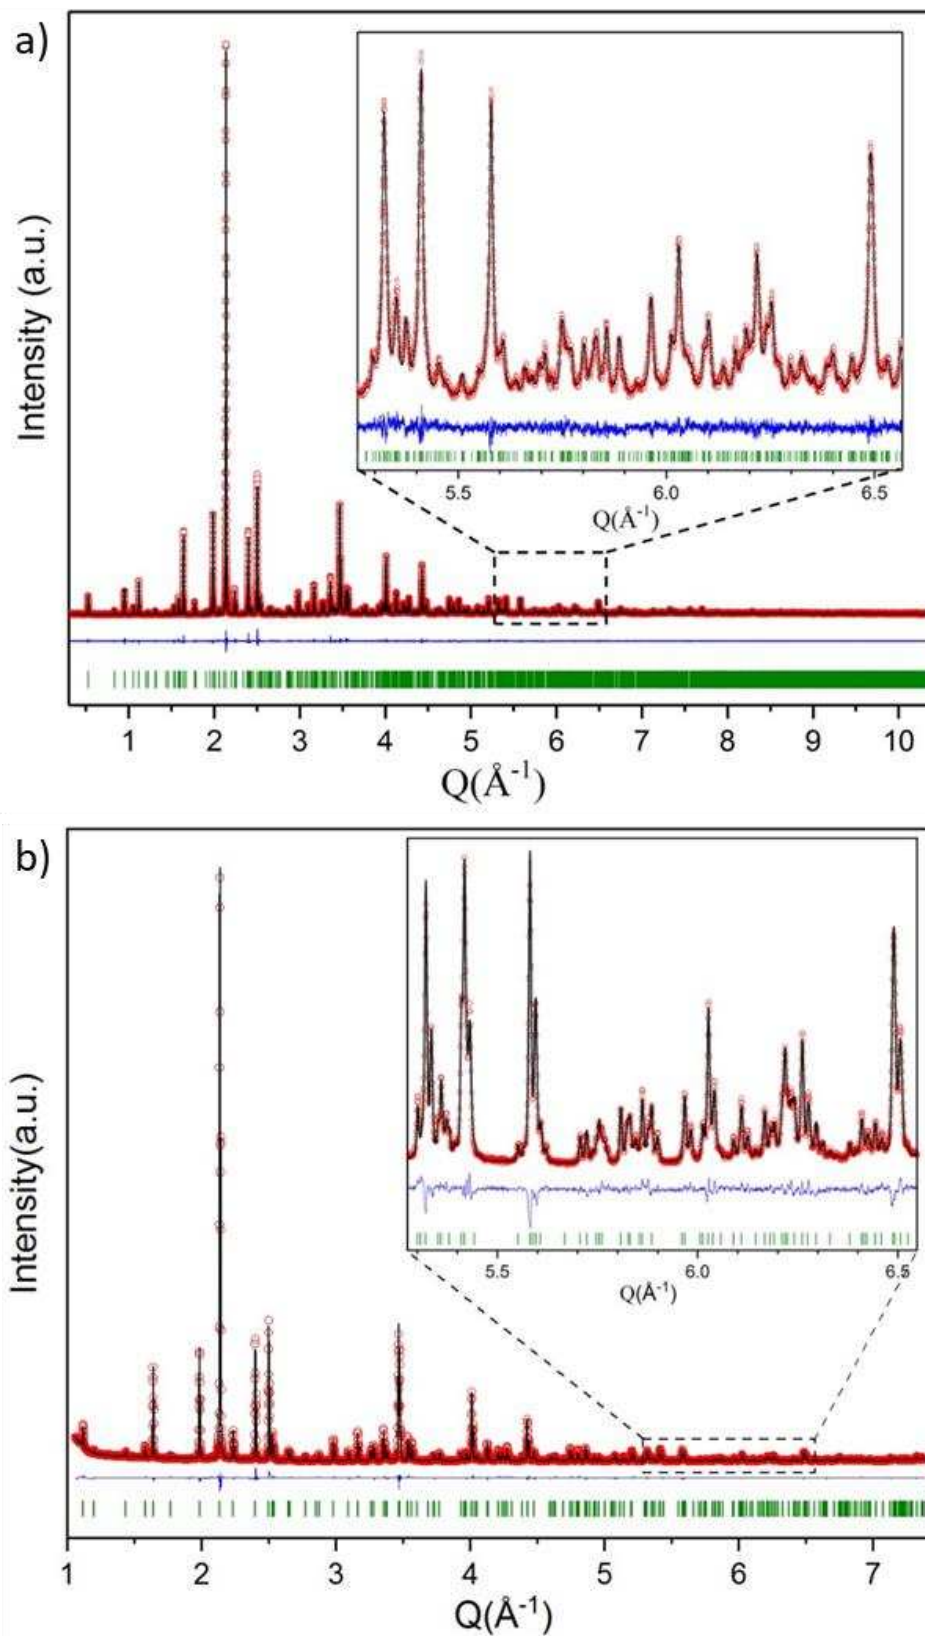 a)
Intensity (a.u.)
5.5 6.0 6.5
Q(Å-1)
1 2 3 4 5 6 7 8 9 10
Q(Å-1)
b)
Intensity(a.u.)
5.5 6.0 6.5
Q(Å-1)
1 2 3 4 5 6 7
Q(Å-1)